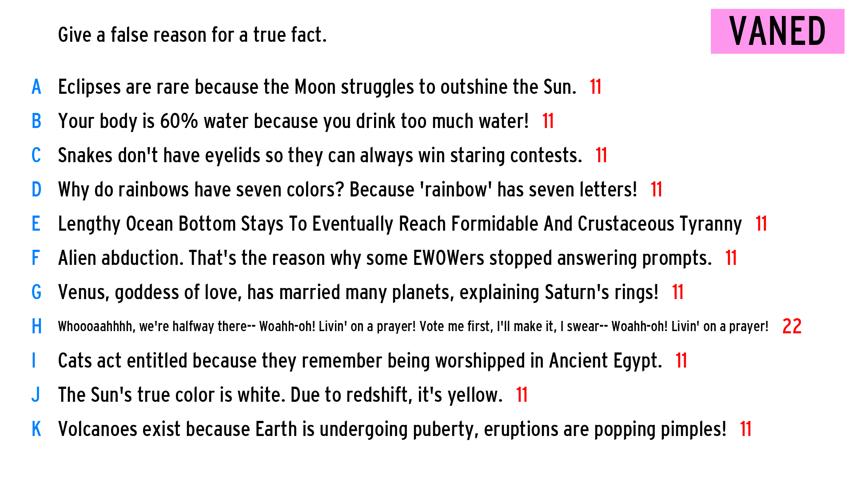 Give a false reason for a true fact.
VANED
A Eclipses are rare because the Moon struggles to outshine the Sun. 11
B Your body is 60% water because you drink too much water! 11
C Snakes don't have eyelids so they can always win staring contests. 11
D Why do rainbows have seven colors? Because 'rainbow' has seven letters! 11
E Lengthy Ocean Bottom Stays To Eventually Reach Formidable And Crustaceous Tyranny 11
F Alien abduction. That's the reason why some EWOWers stopped answering prompts. 11
G Venus, goddess of love, has married many planets, explaining Saturn's rings! 11
H Whoooaahhhh, we're halfway there-- Woahh-oh! Livin' on a prayer! Vote me first, I'll make it, I swear-- Woahh-oh! Livin' on a prayer! 22
I Cats act entitled because they remember being worshipped in Ancient Egypt. 11
J The Sun's true color is white. Due to redshift, it's yellow. 11
K Volcanoes exist because Earth is undergoing puberty, eruptions are popping pimples! 11